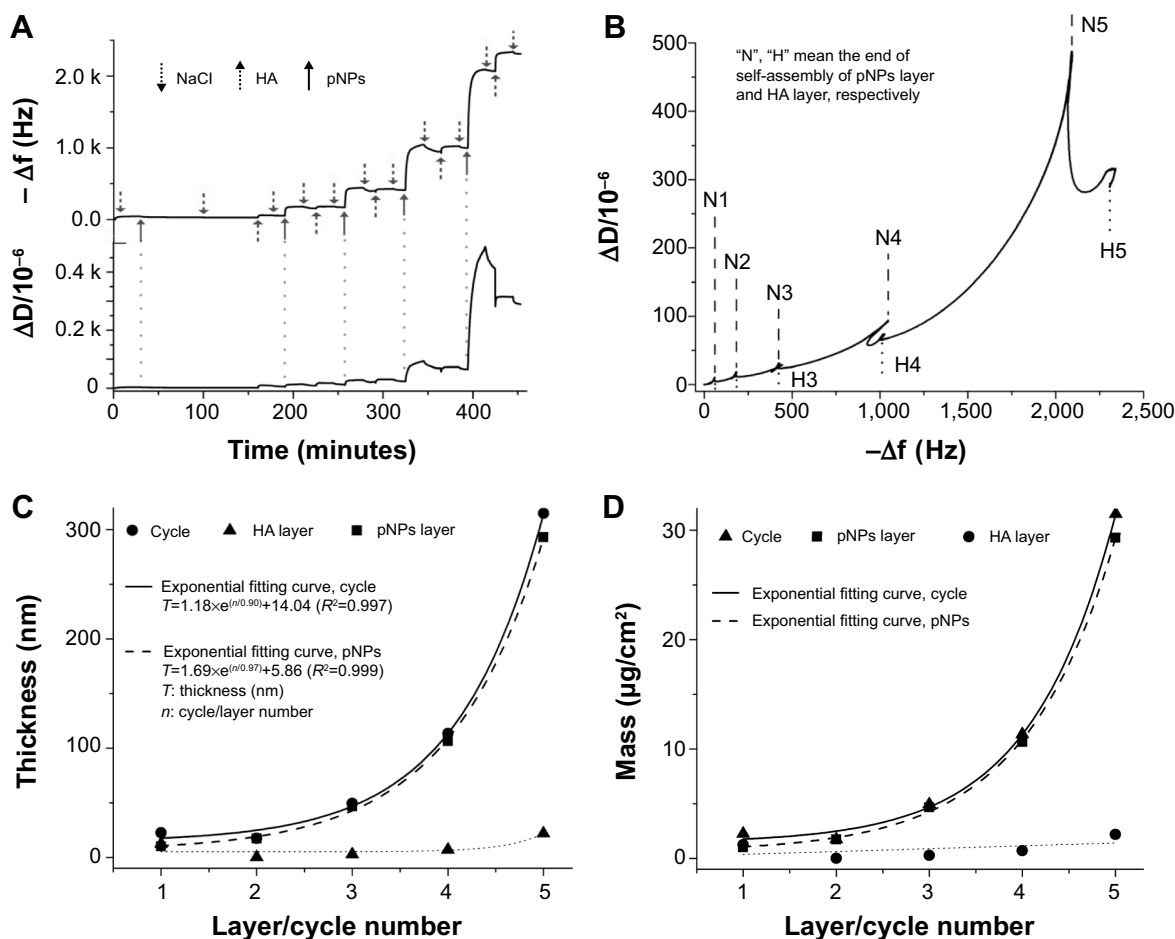 A
NaCl
HA
pNPs
2.0 k
1.0 k
0.0
– Δf (Hz)
0.4 k
0.2 k
0
ΔD/10⁻⁶
0
100
200
300
400
Time (minutes)
B
“N”, “H” mean the end of
self-assembly of pNPs layer
and HA layer, respectively
N1
N2
N3
N4
N5
H3
H4
H5
500
400
300
200
100
0
ΔD/10⁻⁶
0
500
1,000
1,500
2,000
2,500
–Δf (Hz)
C
Cycle
HA layer
pNPs layer
Exponential fitting curve, cycle
T=1.18×e⁽ⁿ/⁰·⁹⁰⁾+14.04 (R²=0.997)
Exponential fitting curve, pNPs
T=1.69×e⁽ⁿ/⁰·⁹⁷⁾+5.86 (R²=0.999)
T: thickness (nm)
n: cycle/layer number
300
200
100
0
Thickness (nm)
1
2
3
4
5
Layer/cycle number
D
Cycle
pNPs layer
HA layer
Exponential fitting curve, cycle
Exponential fitting curve, pNPs
30
20
10
0
Mass (µg/cm²)
1
2
3
4
5
Layer/cycle number